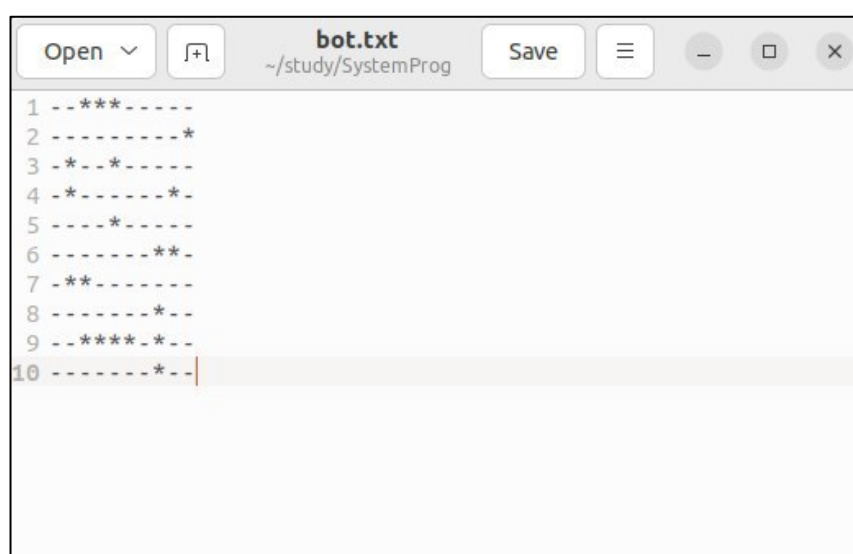 Open
bot.txt
~/study/SystemProg
Save
1 --***-----
2 ---------*
3 -*--*-----
4 -*------*-
5 ----*-----
6 -------**-
7 -**-------
8 -------*--
9 --****-*--
10 -------*--